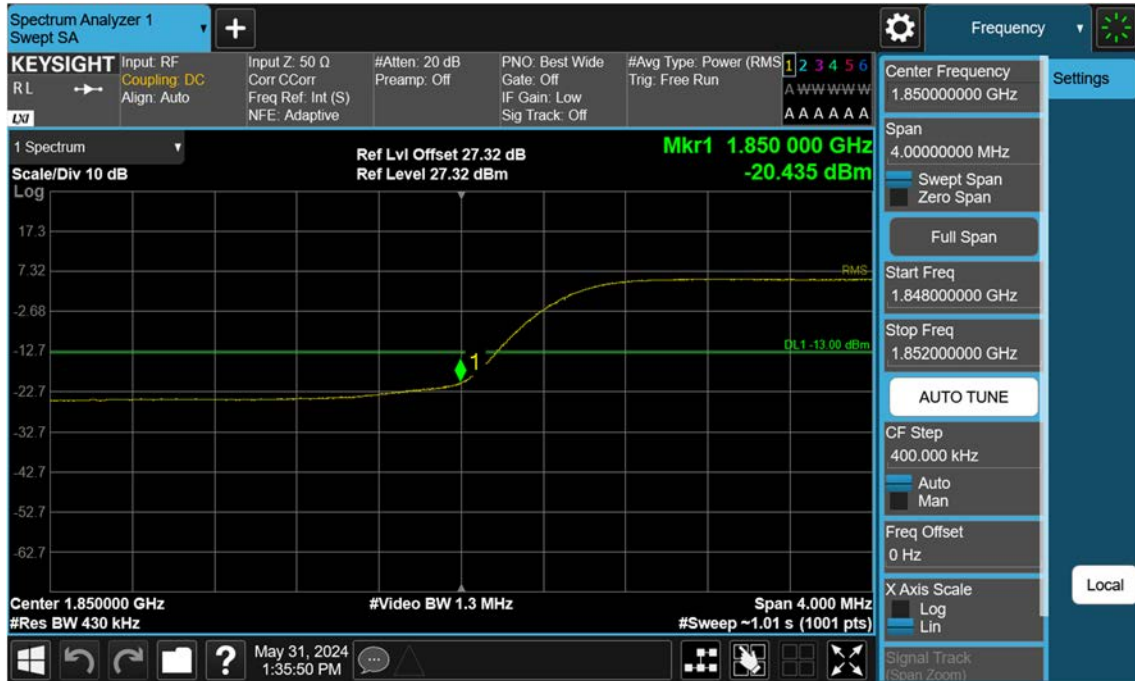 Spectrum Analyzer 1
Swept SA
+
Frequency
KEYSIGHT
R L
LXI
Input: RF
Coupling: DC
Align: Auto
Input Z: 50 Ω
Corr CCorr
Freq Ref: Int (S)
NFE: Adaptive
#Atten: 20 dB
Preamp: Off
PNO: Best Wide
Gate: Off
IF Gain: Low
Sig Track: Off
#Avg Type: Power (RMS
Trig: Free Run
1 2 3 4 5 6
A W W W W W
A A A A A A
1 Spectrum
Scale/Div 10 dB
Log
Ref Lvl Offset 27.32 dB
Ref Level 27.32 dBm
Mkr1 1.850 000 GHz
-20.435 dBm
17.3
7.32
-2.68
-12.7
-22.7
-32.7
-42.7
-52.7
-62.7
RMS
DL1 -13.00 dBm
1
Center 1.850000 GHz
#Res BW 430 kHz
#Video BW 1.3 MHz
Span 4.000 MHz
#Sweep ~1.01 s (1001 pts)
Center Frequency
1.850000000 GHz
Span
4.00000000 MHz
Swept Span
Zero Span
Full Span
Start Freq
1.848000000 GHz
Stop Freq
1.852000000 GHz
AUTO TUNE
CF Step
400.000 kHz
Auto
Man
Freq Offset
0 Hz
X Axis Scale
Log
Lin
Signal Track
(Span Zoom)
Settings
Local
?
May 31, 2024
1:35:50 PM